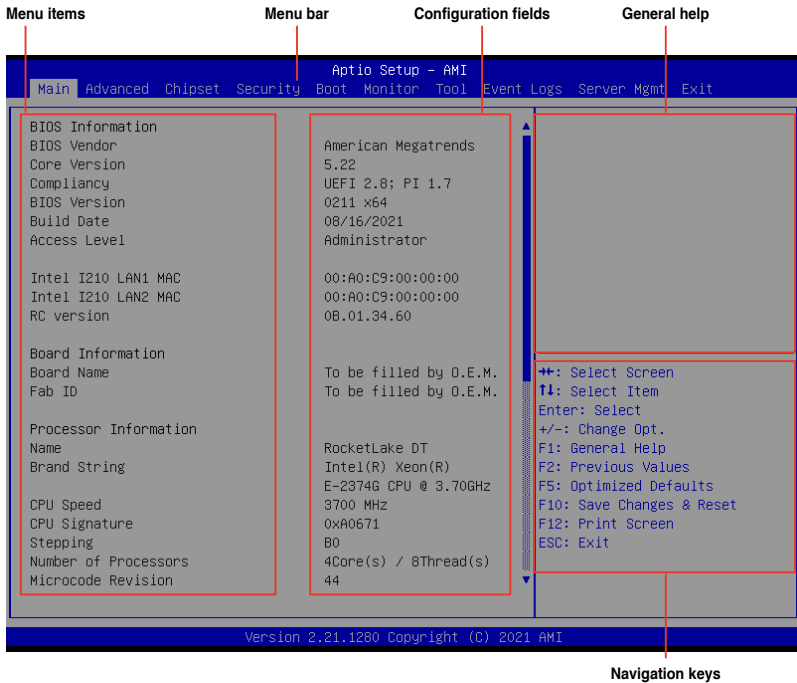 Menu items Menu bar Configuration fields General help
Aptio Setup - AMI
Main Advanced Chipset Security Boot Monitor Tool Event Logs Server Mgmt Exit
BIOS Information
BIOS Vendor American Megatrends
Core Version 5.22
Compliancy UEFI 2.8; PI 1.7
BIOS Version 0211 x64
Build Date 08/16/2021
Access Level Administrator
Intel I210 LAN1 MAC 00:A0:C9:00:00:00
Intel I210 LAN2 MAC 00:A0:C9:00:00:00
RC version 0B.01.34.60
Board Information
Board Name To be filled by O.E.M.
Fab ID To be filled by O.E.M.
Processor Information
Name RocketLake DT
Brand String Intel(R) Xeon(R)
E-2374G CPU @ 3.70GHz
CPU Speed 3700 MHz
CPU Signature 0xA0671
Stepping B0
Number of Processors 4Core(s) / 8Thread(s)
Microcode Revision 44
→←: Select Screen
↑↓: Select Item
Enter: Select
+/-: Change Opt.
F1: General Help
F2: Previous Values
F5: Optimized Defaults
F10: Save Changes & Reset
F12: Print Screen
ESC: Exit
Version 2.21.1280 Copyright (C) 2021 AMI
Navigation keys